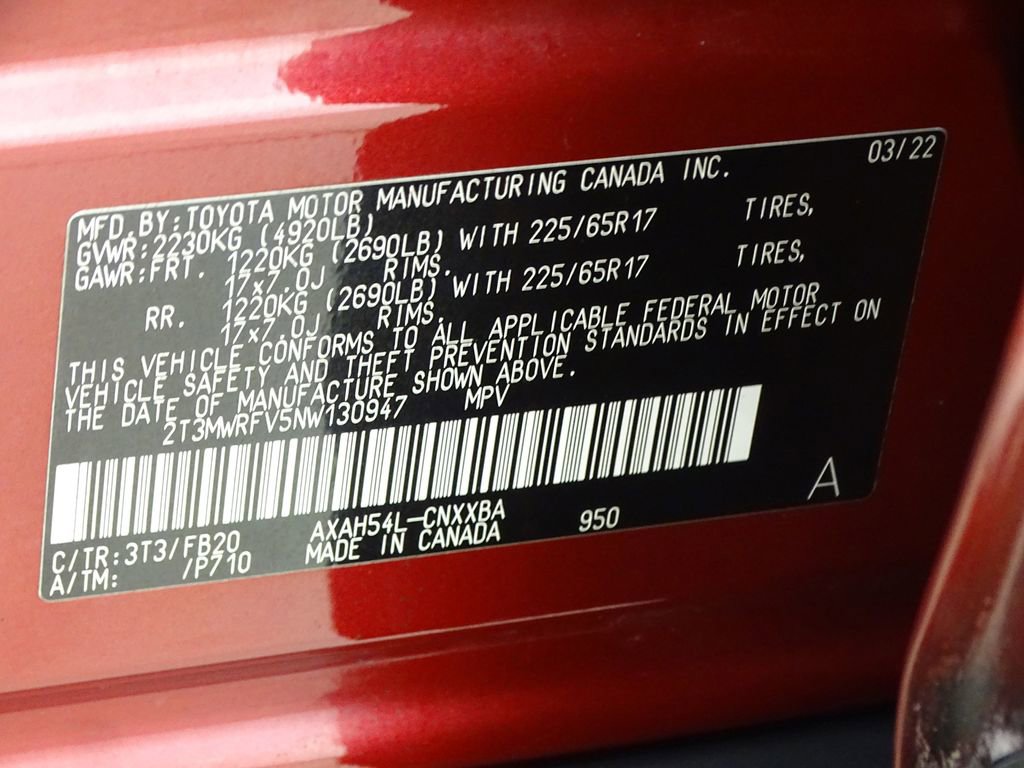 03/22
MFD.BY:TOYOTA MOTOR MANUFACTURING CANADA INC.
GVWR:2230KG (4920LB)
GAWR:FRT. 1220KG (2690LB) WITH 225/65R17 TIRES,
17x7.0J RIMS.
RR. 1220KG (2690LB) WITH 225/65R17 TIRES,
17x7.0J RIMS.
THIS VEHICLE CONFORMS TO ALL APPLICABLE FEDERAL MOTOR
VEHICLE SAFETY AND THEFT PREVENTION STANDARDS IN EFFECT ON
THE DATE OF MANUFACTURE SHOWN ABOVE.
2T3MWRFV5NW130947 MPV
A
C/TR:3T3/FB20 AXAH54L-CNXXBA 950
A/TM: /P710 MADE IN CANADA